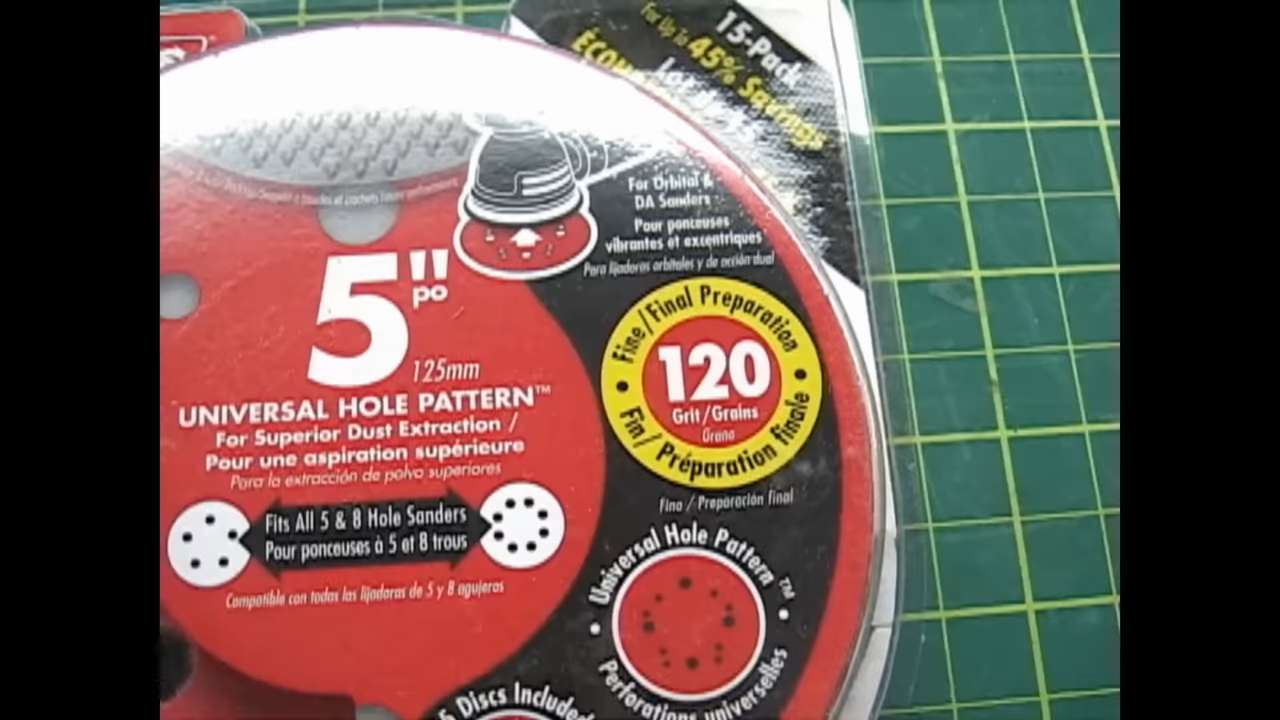 15-Pack
For Up To 45% Savings
For Orbital &
DA Sanders
Pour ponceuses
vibrantes et excentriques
Para lijadoras orbitales y de acción dual
5"
po
125mm
UNIVERSAL HOLE PATTERN™
For Superior Dust Extraction /
Pour une aspiration supérieure
Para la extracción de polvo superiores
Fits All 5 & 8 Hole Sanders
Pour ponceuses à 5 et 8 trous
Compatible con todas las lijadoras de 5 y 8 agujeros
Fine/Final Preparation
120
Grit/Grains
Grano
Fin/Préparation finale
Fino / Preparación final
Universal Hole Pattern™
Perforations universelles
Discs Included